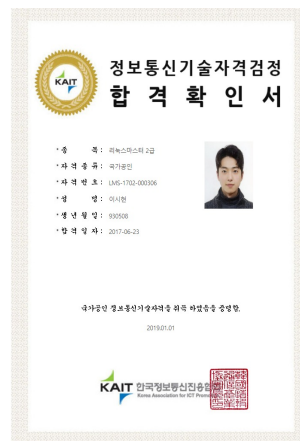 KAIT
정보통신기술자격검정
합격확인서
* 종 목 : 리눅스마스터 2급
* 자격종류 : 국가공인
* 자격번호 : LMS-1702-000306
* 성 명 : 이시현
* 생년월일 : 930508
* 합격일자 : 2017-06-23
국가공인 정보통신기술자격을 취득 하였음을 증명함.
2019.01.01
KAIT 한국정보통신진흥협
Korea Association for ICT Promo